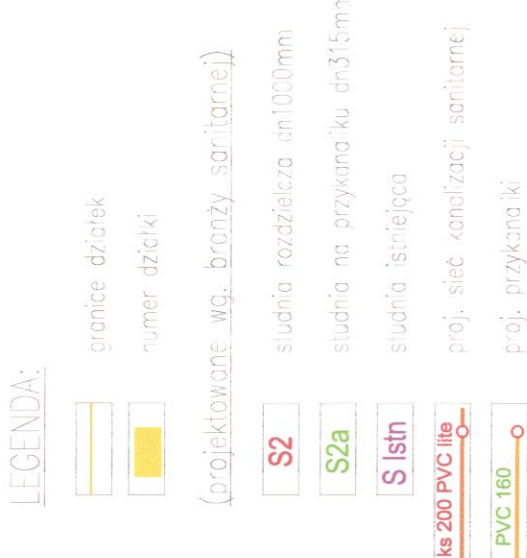 LEGENDA:
granice działek
numer działki
(projektowane wg. branży sanitarnej)
S2 studnia rozdzielcza dn1000mm
S2a studnia na przykanaliku dn315mm
S Istn studnia istniejąca
ks 200 PVC lite proj. sieć kanalizacji sanitarnej
PVC 160 proj. przykanaliki